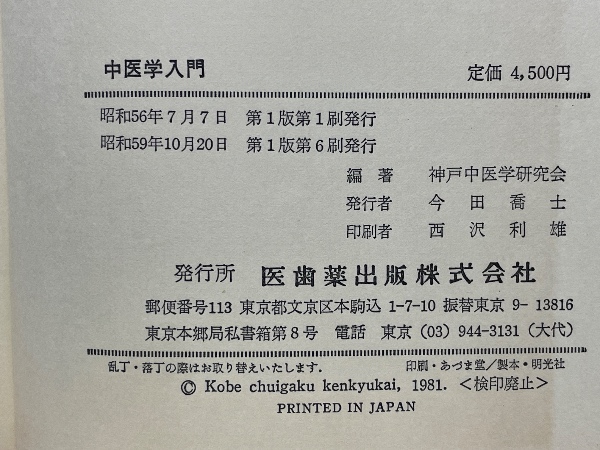 中医学入門 定価 4,500円
昭和56年7月7日 第1版第1刷発行
昭和59年10月20日 第1版第6刷発行
編著 神戸中医学研究会
発行者 今田喬士
印刷者 西沢利雄
発行所 医歯薬出版株式会社
郵便番号113 東京都文京区本駒込 1-7-10 振替東京 9-13816
東京本郷局私書箱第8号 電話 東京 (03) 944-3131 (大代)
乱丁・落丁の際はお取り替えいたします. 印刷・あづま堂/製本・明光社
© Kobe chuigaku kenkyukai, 1981. <検印廃止>
PRINTED IN JAPAN